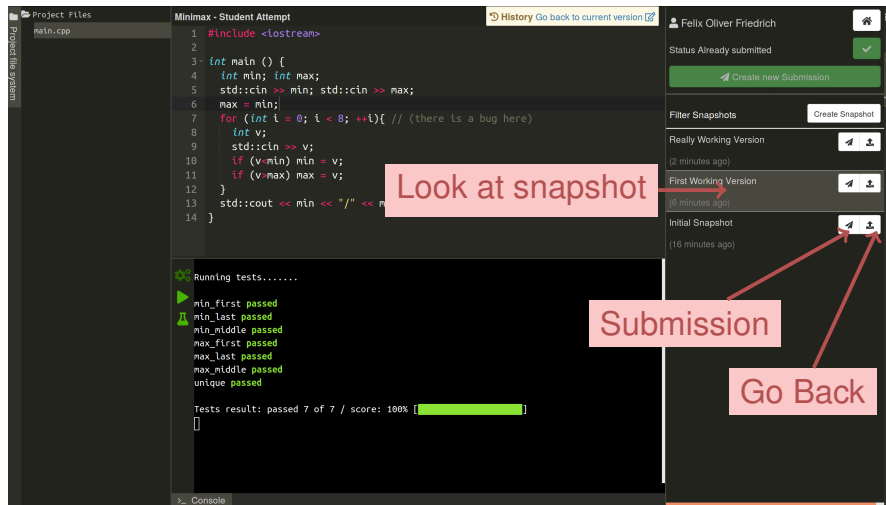 Project Files
main.cpp
Project file system
Minimax - Student Attempt
History Go back to current version
1 #include <iostream>
2
3 int main () {
4 int min; int max;
5 std::cin >> min; std::cin >> max;
6 max = min;
7 for (int i = 0; i < 8; ++i){ // (there is a bug here)
8 int v;
9 std::cin >> v;
10 if (v<min) min = v;
11 if (v>max) max = v;
12 }
13 std::cout << min << "/" << m
14 }
Running tests.......
min_first passed
min_last passed
min_middle passed
max_first passed
max_last passed
max_middle passed
unique passed
Tests result: passed 7 of 7 / score: 100% [ ]
>_ Console
Felix Oliver Friedrich
Status Already submitted
Create new Submission
Filter Snapshots
Create Snapshot
Really Working Version
(2 minutes ago)
First Working Version
(6 minutes ago)
Initial Snapshot
(16 minutes ago)
Look at snapshot
Submission
Go Back